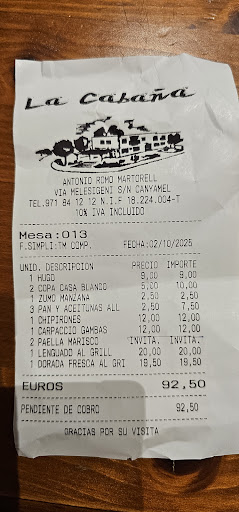 La Cabaña
ANTONIO ROMO MARTORELL
VIA MELESIGENI S/N CANYAMEL
TEL.971 84 12 12 N.I.F 18.224.004-T
10% IVA INCLUIDO
Mesa:013
F.SIMPLI:TM COMP. FECHA:02/10/2025
UNID. DESCRIPCION PRECIO IMPORTE
1 HUGO 9,00 9,00
2 COPA CASA BLANCO 5,00 10,00
1 ZUMO MANZANA 2,50 2,50
3 PAN Y ACEITUNAS ALL 2,50 7,50
1 CHIPIRONES 12,00 12,00
1 CARPACCIO GAMBAS 12,00 12,00
2 PAELLA MARISCO INVITA. INVITA.
1 LENGUADO AL GRILL 20,00 20,00
1 DORADA FRESCA AL GRI 19,50 19,50
EUROS 92,50
PENDIENTE DE COBRO 92,50
GRACIAS POR SU VISITA